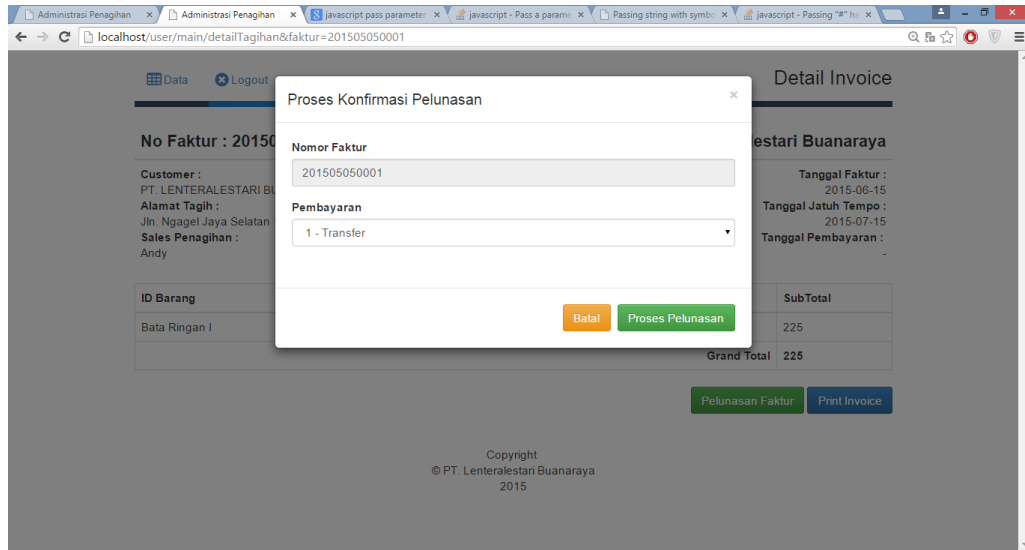 Administrasi Penagihan
Administrasi Penagihan
javascript pass parameter
javascript - Pass a parame
Passing string with symbo
javascript - Passing "#" ha
localhost/user/main/detailTagihan&faktur=201505050001
Data Logout
Detail Invoice
Proses Konfirmasi Pelunasan
×
No Faktur : 20150
estari Buanaraya
Nomor Faktur
201505050001
Customer :
PT. LENTERALESTARI BU
Alamat Tagih :
Jln. Ngagel Jaya Selatan
Sales Penagihan :
Andy
Tanggal Faktur :
2015-06-15
Tanggal Jatuh Tempo :
2015-07-15
Tanggal Pembayaran :
-
Pembayaran
1 - Transfer
Batal
Proses Pelunasan
ID Barang
SubTotal
Bata Ringan I
225
Grand Total 225
Pelunasan Faktur
Print Invoice
Copyright
© PT. Lenteralestari Buanaraya
2015